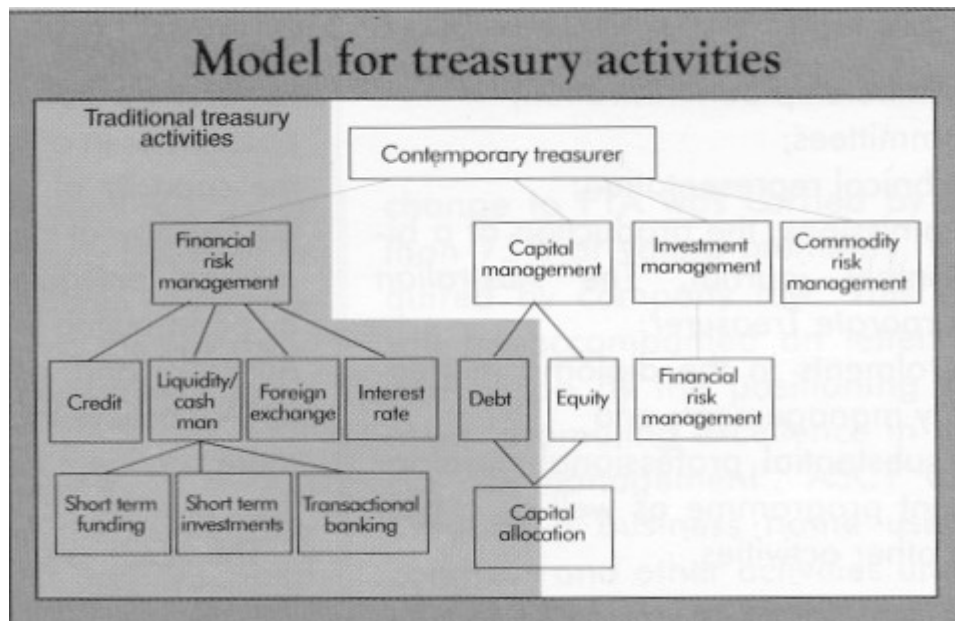 Model for treasury activities
Traditional treasury
activities
Contemporary treasurer
Financial
risk
management
Capital
management
Investment
management
Commodity
risk
management
Credit
Liquidity/
cash
man
Foreign
exchange
Interest
rate
Debt
Equity
Financial
risk
management
Short term
funding
Short term
investments
Transactional
banking
Capital
allocation